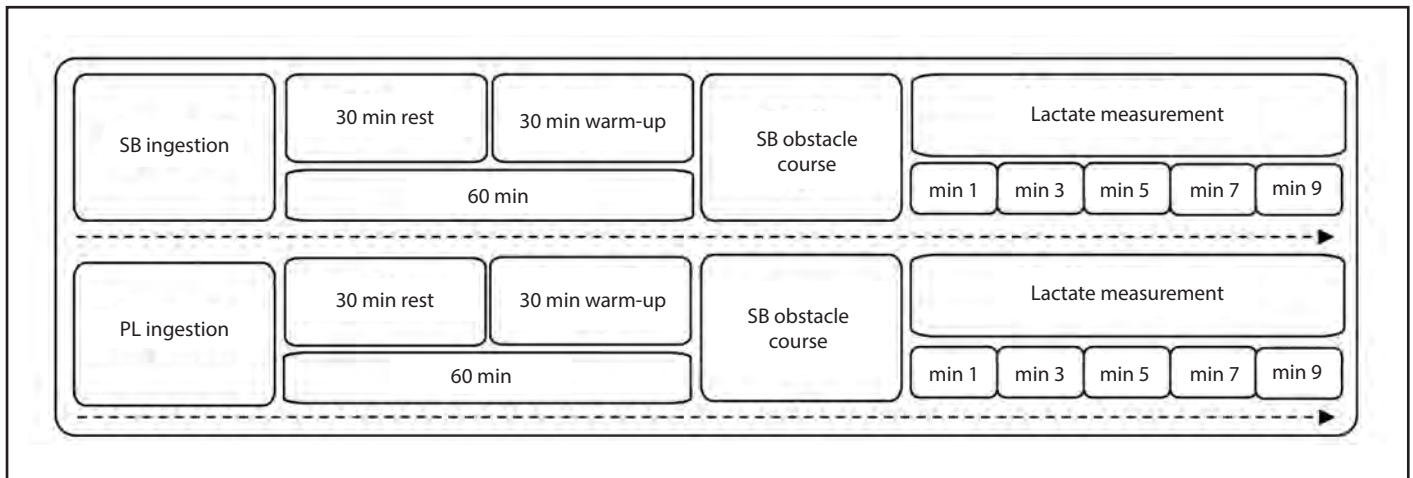 SB ingestion
30 min rest
30 min warm-up
60 min
SB obstacle
course
Lactate measurement
min 1
min 3
min 5
min 7
min 9
PL ingestion
30 min rest
30 min warm-up
60 min
SB obstacle
course
Lactate measurement
min 1
min 3
min 5
min 7
min 9